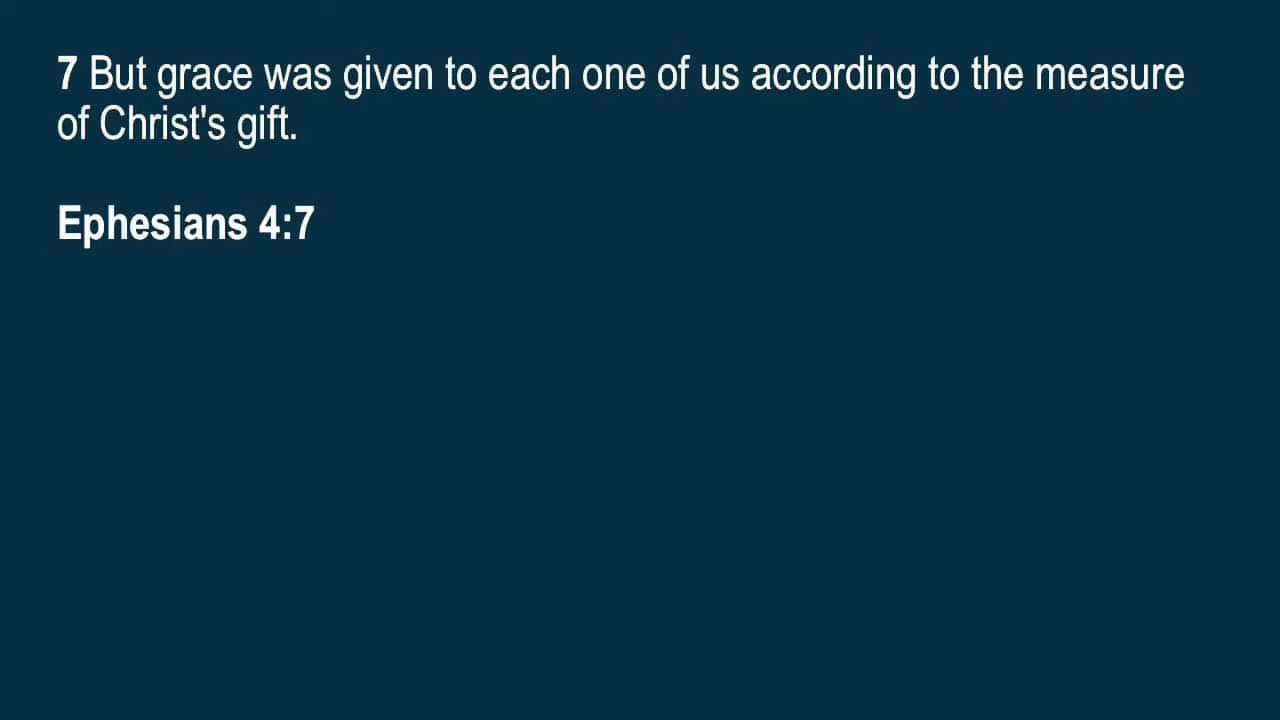 7 But grace was given to each one of us according to the measure
of Christ's gift.
Ephesians 4:7